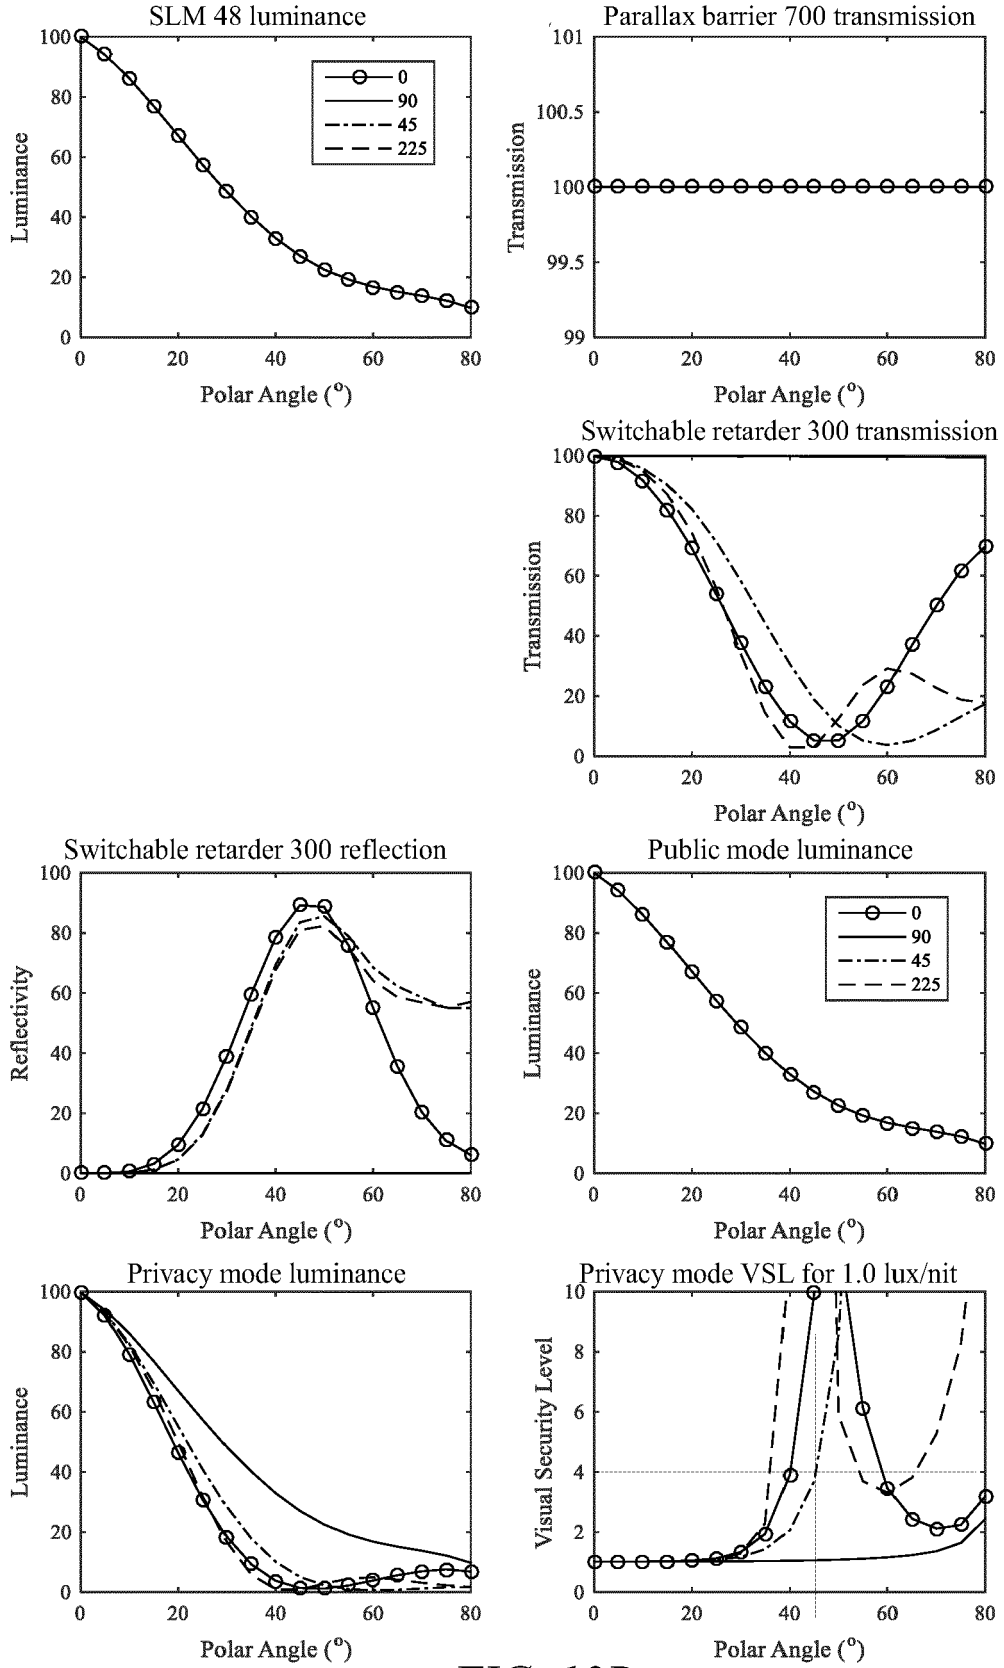 SLM 48 luminance
100
80
60
40
20
0
0 20 40 60 80
Luminance
Polar Angle (°)
0
90
45
225
Parallax barrier 700 transmission
101
100.5
100
99.5
99
0 20 40 60 80
Transmission
Polar Angle (°)
Switchable retarder 300 transmission
100
80
60
40
20
0
0 20 40 60 80
Transmission
Polar Angle (°)
Switchable retarder 300 reflection
100
80
60
40
20
0
0 20 40 60 80
Reflectivity
Polar Angle (°)
Public mode luminance
100
80
60
40
20
0
0 20 40 60 80
Luminance
Polar Angle (°)
0
90
45
225
Privacy mode luminance
100
80
60
40
20
0
0 20 40 60 80
Luminance
Polar Angle (°)
Privacy mode VSL for 1.0 lux/nit
10
8
6
4
2
0
0 20 40 60 80
Visual Security Level
Polar Angle (°)